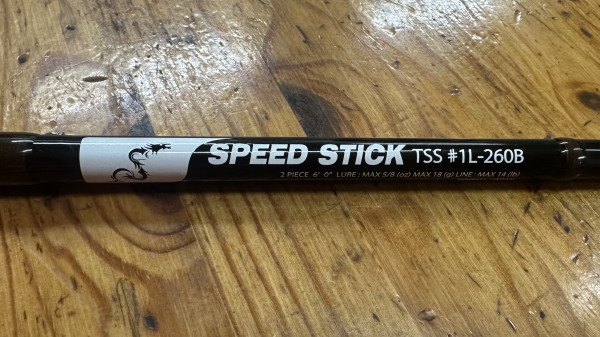 SPEED STICK TSS #1L-260B
2 PIECE 6' 0" LURE : MAX 5/8 (oz) MAX 18 (g) LINE : MAX 14 (lb)